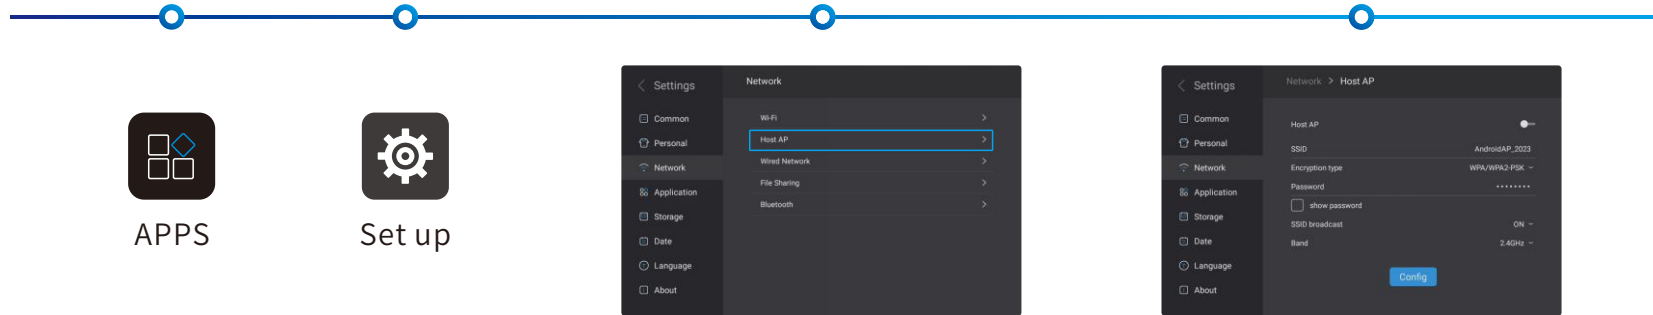 APPS
Set up
Settings
Common
Personal
Network
Application
Storage
Date
Language
About
Network
Wi-Fi
Host AP
Wired Network
File Sharing
Bluetooth
Settings
Common
Personal
Network
Application
Storage
Date
Language
About
Network > Host AP
Host AP
SSID AndroidAP_2023
Encryption type WPA/WPA2-PSK
Password ········
show password
SSID broadcast ON
Band 2.4GHz
Config